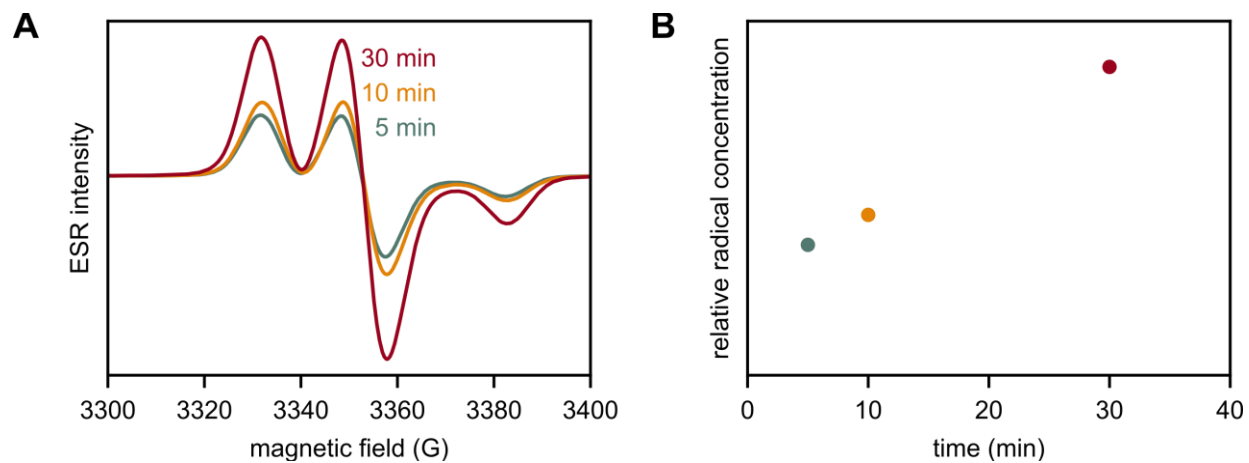 A
30 min
10 min
5 min
ESR intensity
3300 3320 3340 3360 3380 3400
magnetic field (G)
B
relative radical concentration
0 10 20 30 40
time (min)